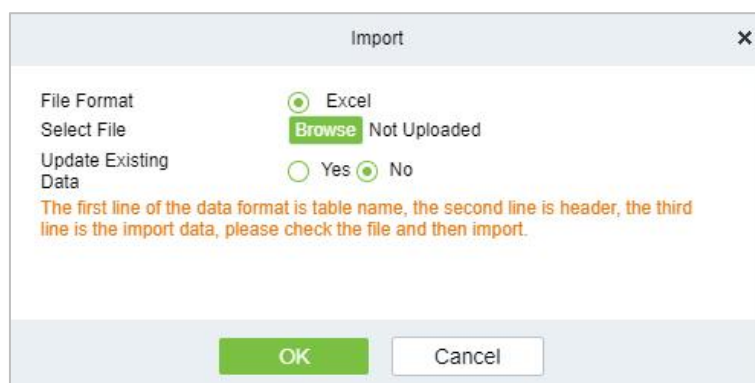 Import
File Format Excel
Select File Browse Not Uploaded
Update Existing
Data Yes No
The first line of the data format is table name, the second line is header, the third
line is the import data, please check the file and then import.
OK Cancel